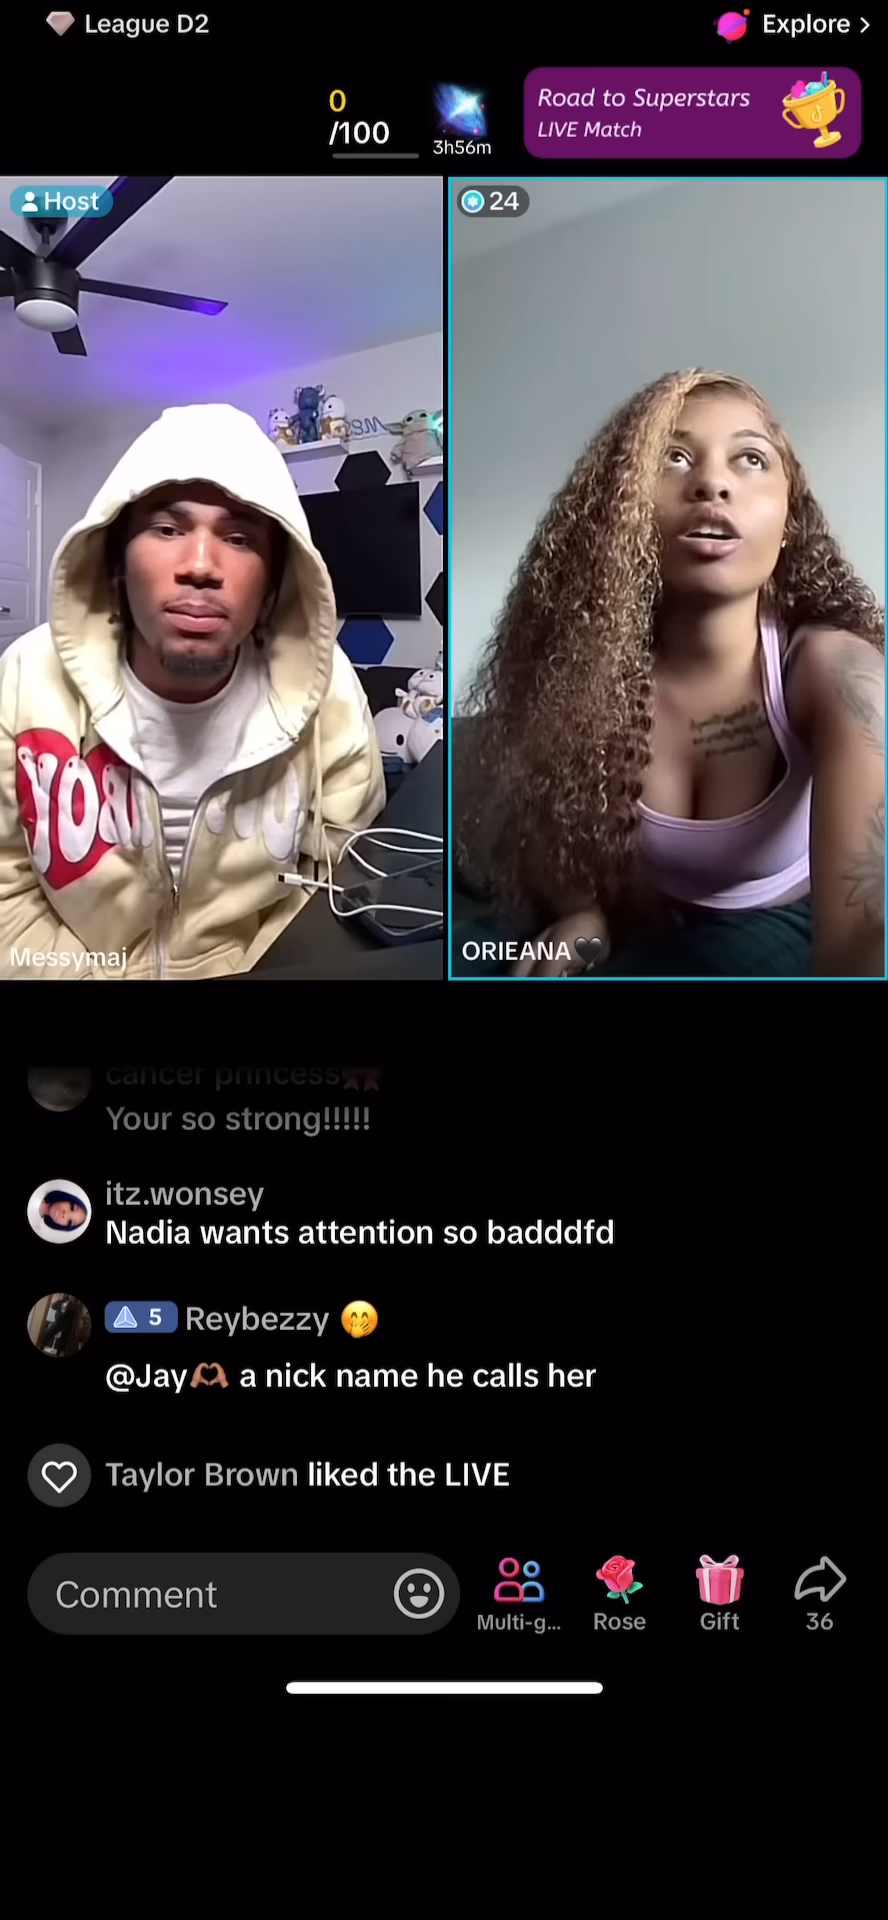 League D2
Explore >
0
/100
3h56m
Road to Superstars
LIVE Match
Host
24
Messymaj
ORIEANA🖤
cancer princess
Your so strong!!!!!
itz.wonsey
Nadia wants attention so badddfd
5 Reybezzy 🤭
@Jay🫶🏽 a nick name he calls her
Taylor Brown liked the LIVE
Comment
Multi-g...
Rose
Gift
36